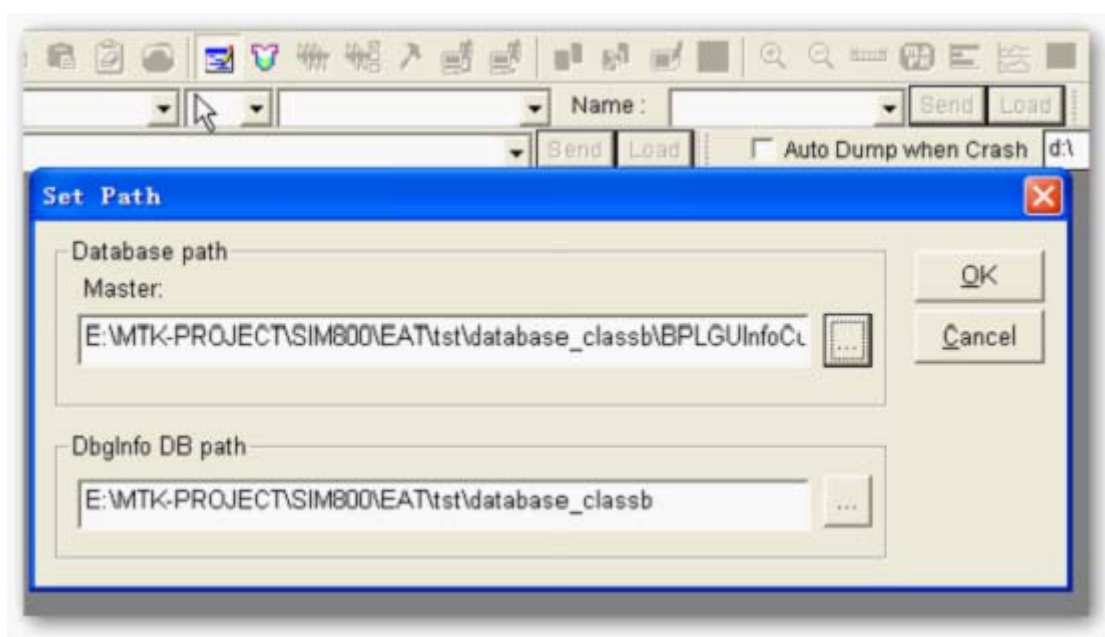 Name :
Send
Load
Send
Load
Auto Dump when Crash
d:\
Set Path
Database path
Master:
E:\MTK-PROJECT\SIM800\EAT\tst\database_classb\BPLGUInfoCu
...
OK
Cancel
DbgInfo DB path
E:\MTK-PROJECT\SIM800\EAT\tst\database_classb
...